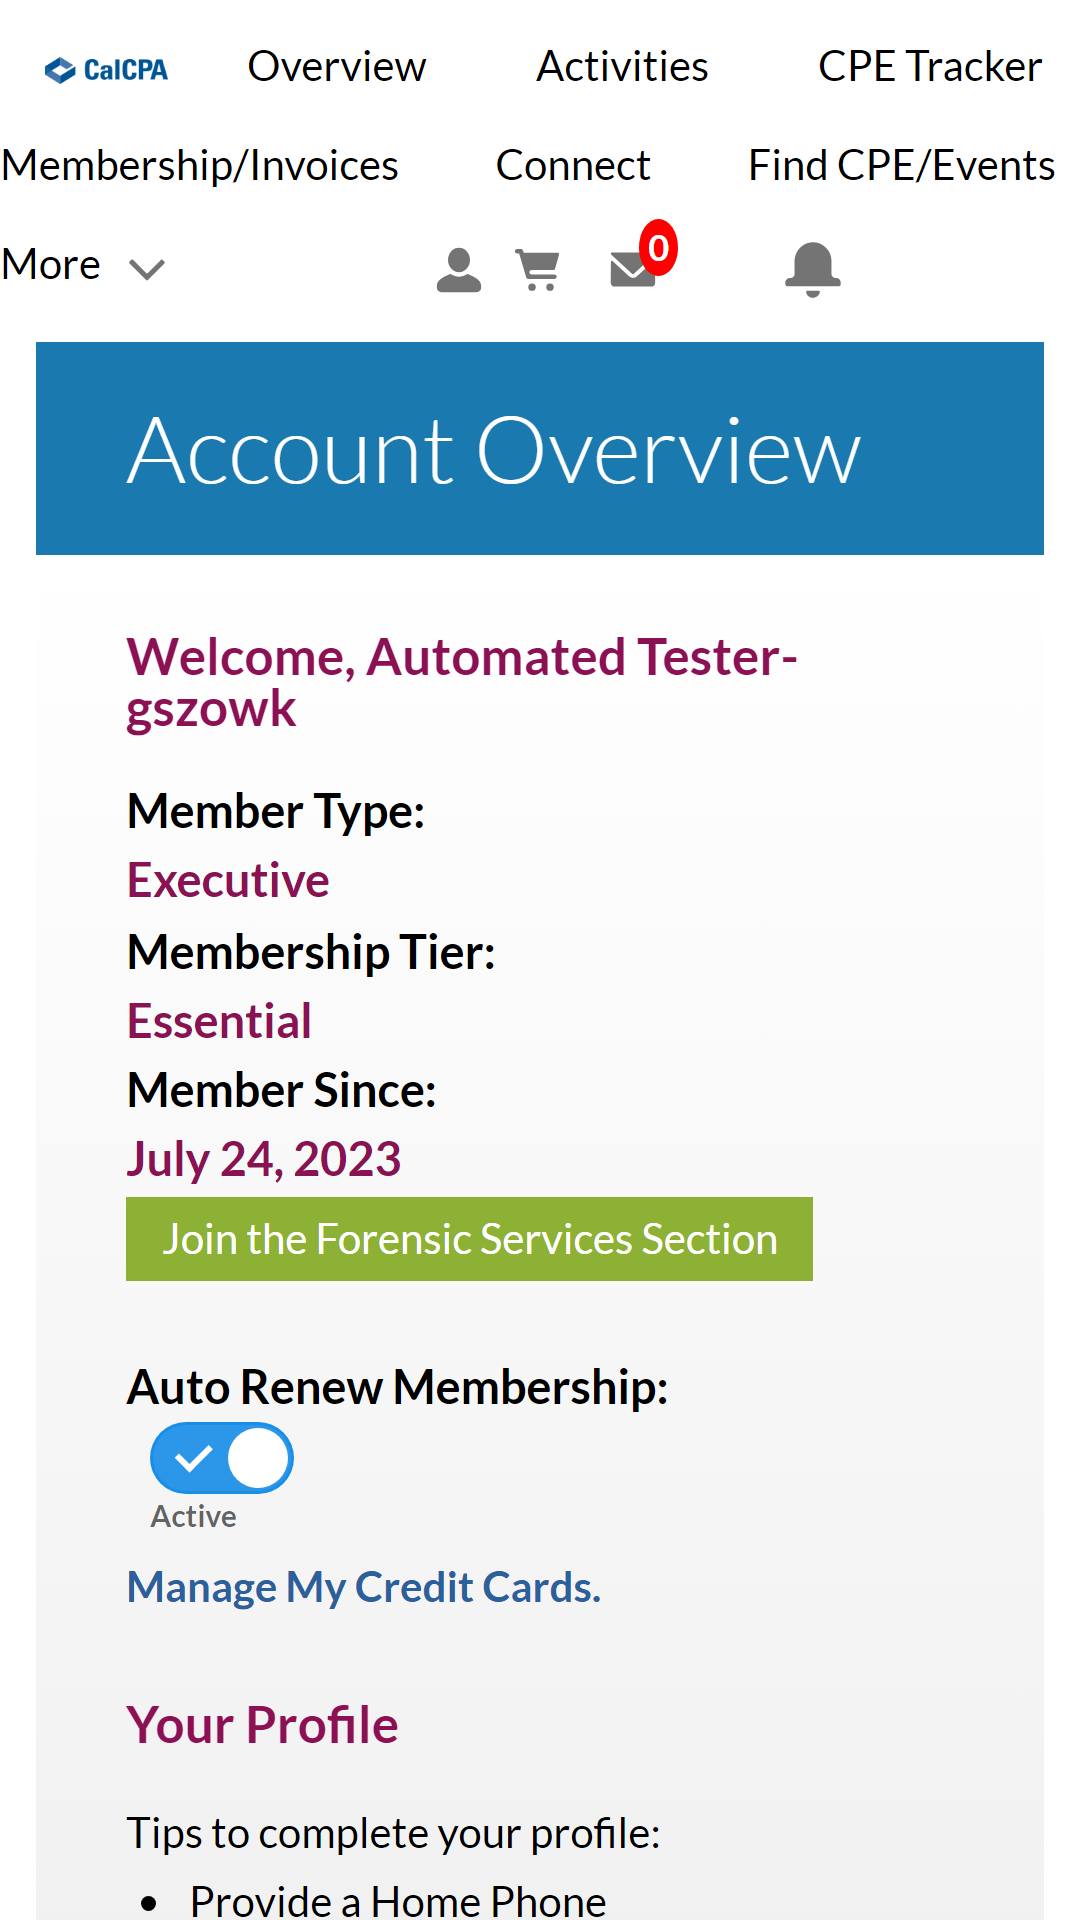 CalCPA Overview Activities CPE Tracker
Membership/Invoices Connect Find CPE/Events
More 0
Account Overview
Welcome, Automated Tester-
gszowk
Member Type:
Executive
Membership Tier:
Essential
Member Since:
July 24, 2023
Join the Forensic Services Section
Auto Renew Membership:
Active
Manage My Credit Cards.
Your Profile
Tips to complete your profile:
• Provide a Home Phone